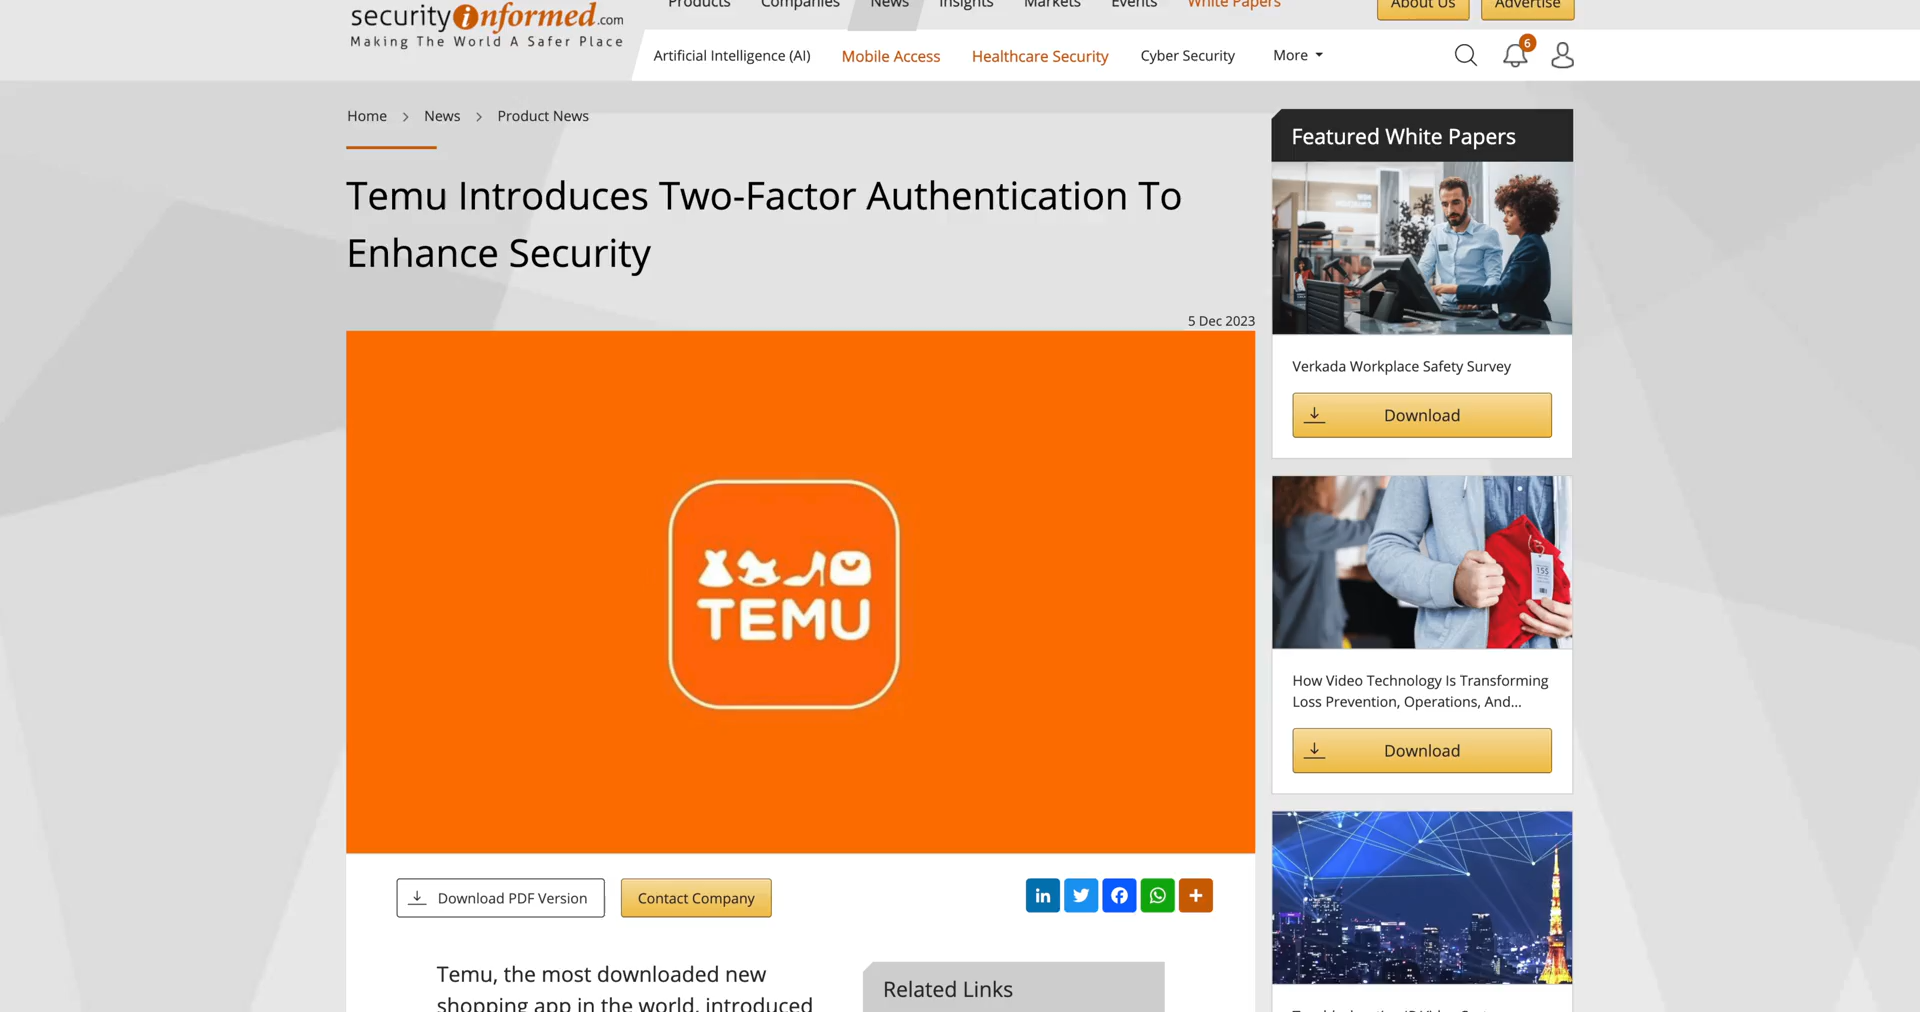 Products Companies News Insights Markets Events White Papers About Us Advertise
securityinformed.com
Making The World A Safer Place
Artificial Intelligence (AI) Mobile Access Healthcare Security Cyber Security More 6
Home > News > Product News
Temu Introduces Two-Factor Authentication To
Enhance Security
5 Dec 2023
TEMU
Download PDF Version Contact Company
Temu, the most downloaded new
shopping app in the world, introduced
Related Links
Featured White Papers
Verkada Workplace Safety Survey
Download
155
How Video Technology Is Transforming
Loss Prevention, Operations, And...
Download